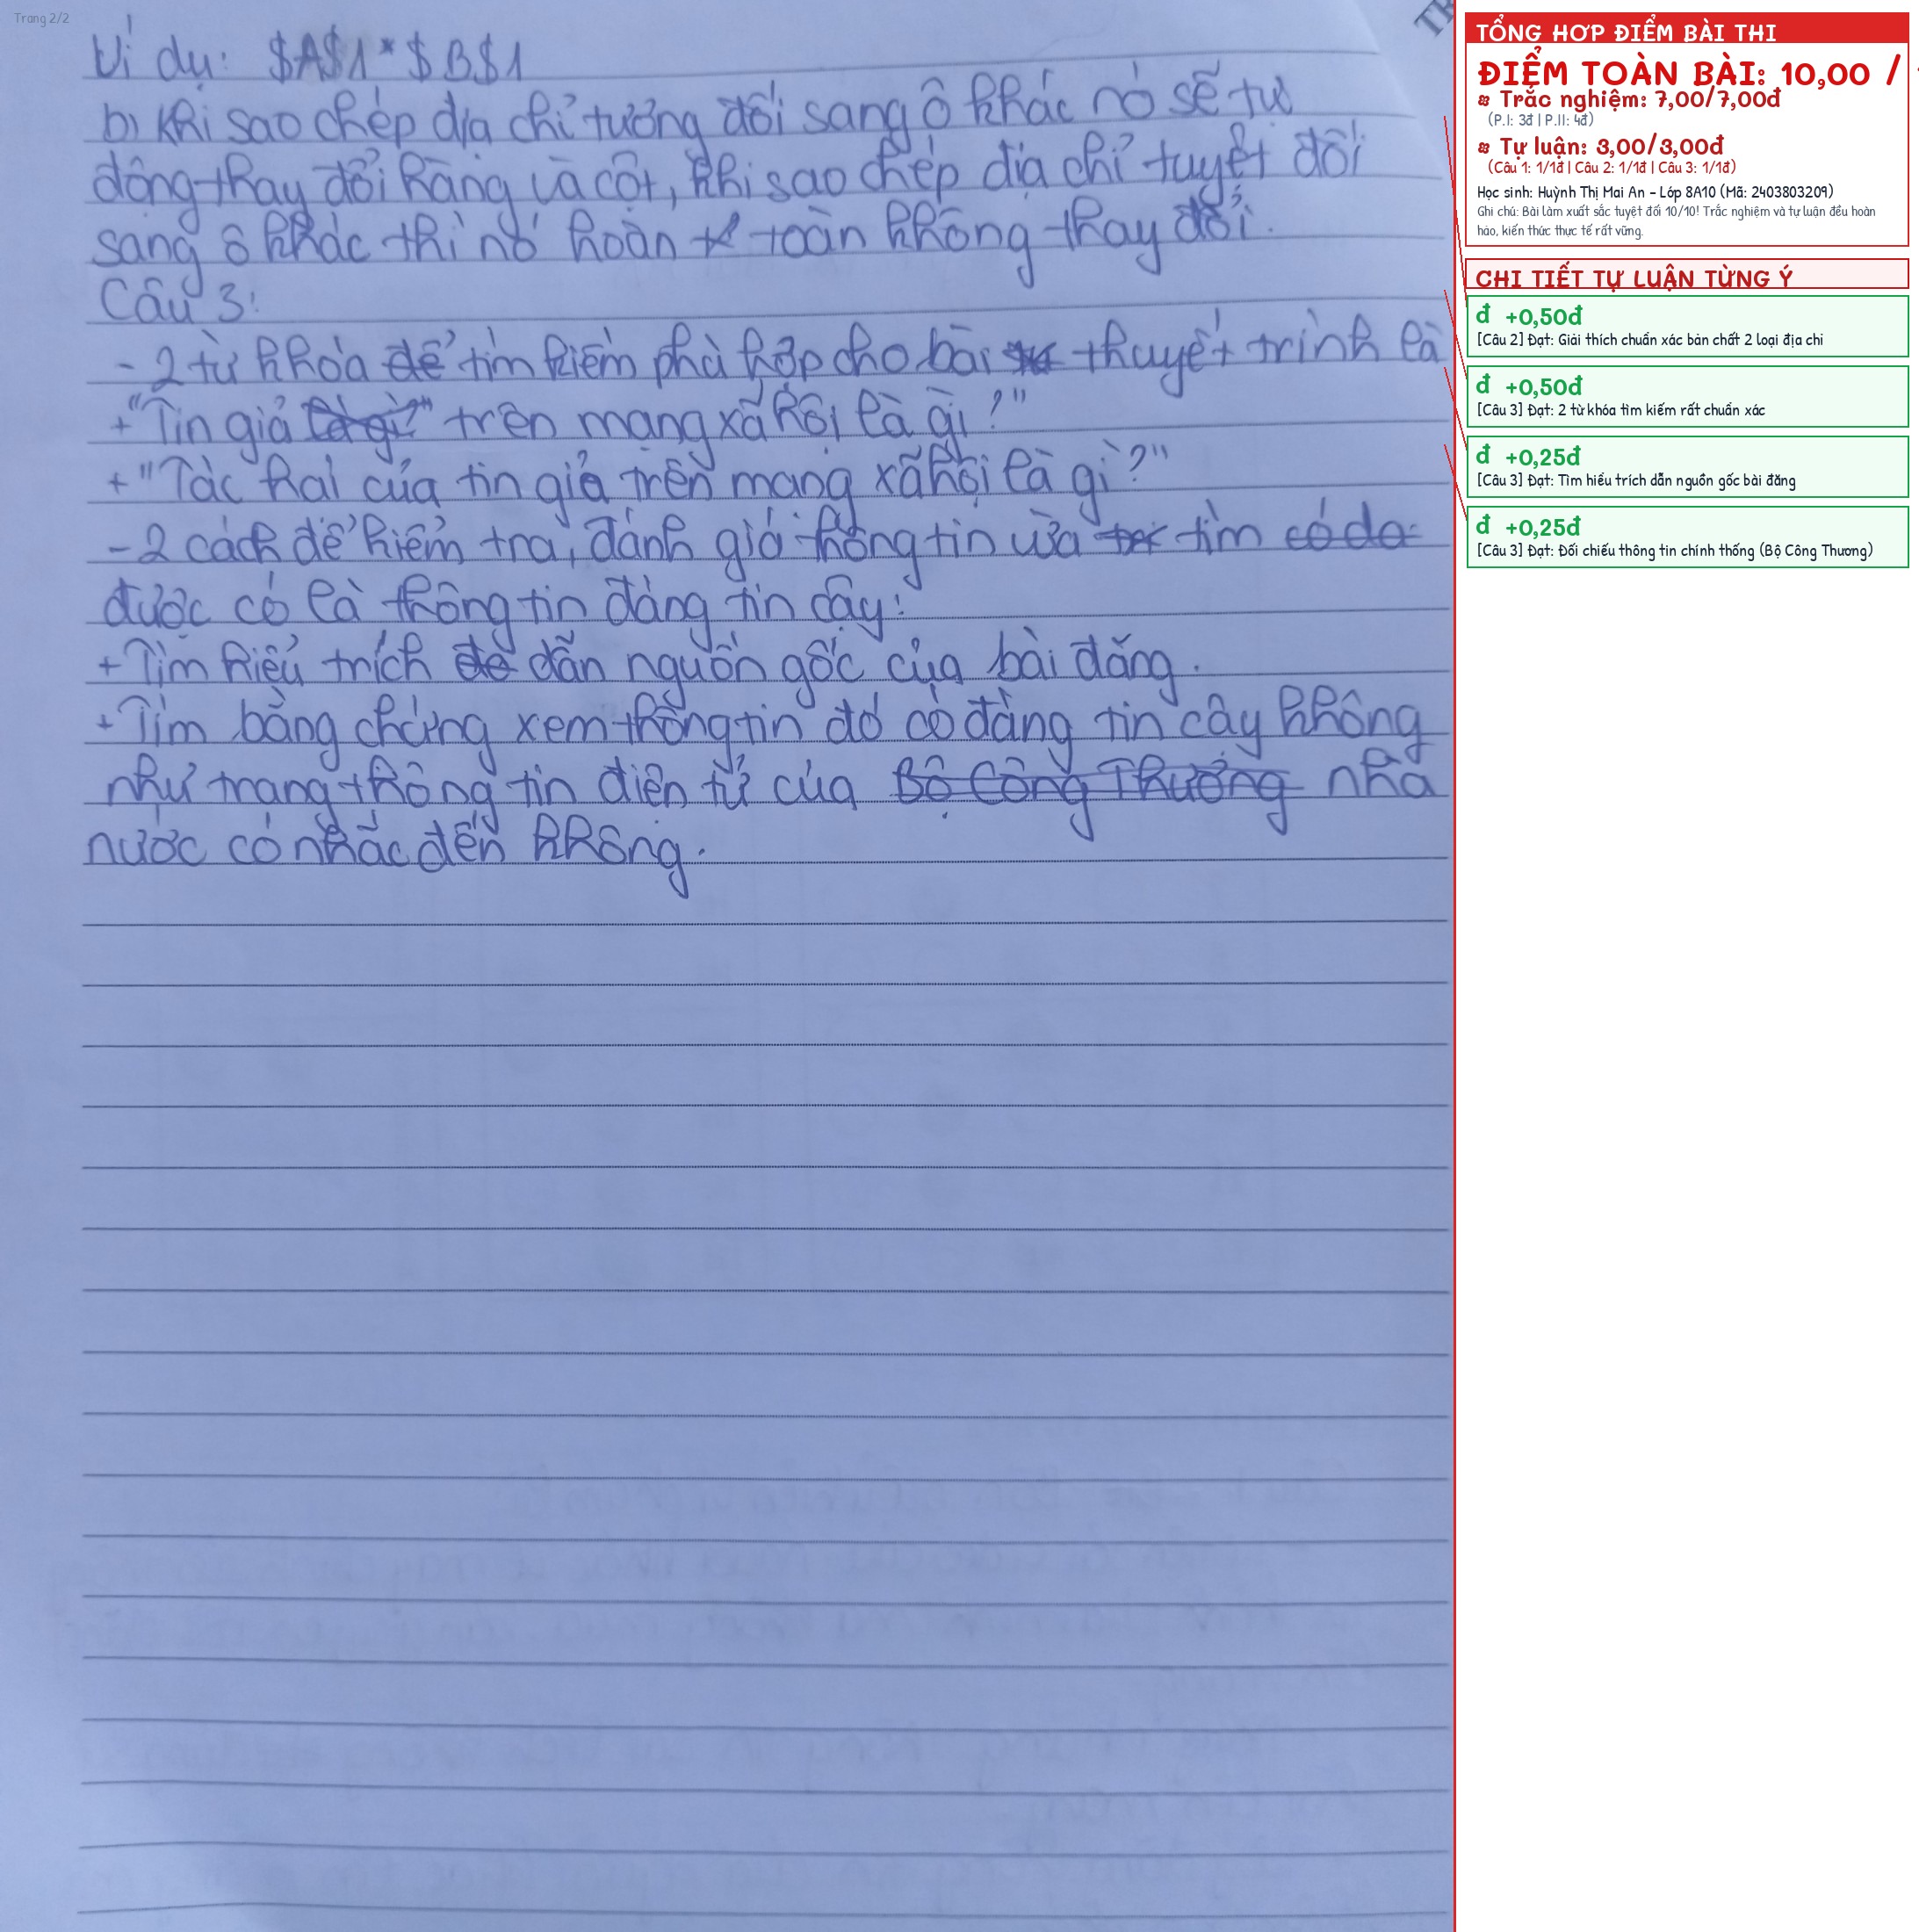 Trang 2/2
TR
Ví dụ: $A$1*$B$1
b) Khi sao chép địa chỉ tương đối sang ô khác nó sẽ tự
động thay đổi hàng và cột, khi sao chép địa chỉ tuyệt đối
sang ô khác thì nó hoàn toàn không thay đổi.
Câu 3:
- 2 từ khóa để tìm kiếm phù hợp cho bài thuyết trình là
+ "Tin giả là gì?" trên mạng xã hội là gì?"
+ "Tác hại của tin giả trên mạng xã hội là gì?"
- 2 cách để kiểm tra, đánh giá thông tin vừa tìm có đa
được có là thông tin đáng tin cậy:
+ Tìm hiểu trích để dẫn nguồn gốc của bài đăng.
+ Tìm bằng chứng xem thông tin đó có đáng tin cậy không
như trang thông tin điện tử của Bộ Công Thương nhà
nước có nhắc đến không.
TỔNG HỢP ĐIỂM BÀI THI
ĐIỂM TOÀN BÀI: 10,00 /
Trắc nghiệm: 7,00/7,00đ
(P.I: 3đ | P.II: 4đ)
Tự luận: 3,00/3,00đ
(Câu 1: 1/1đ | Câu 2: 1/1đ | Câu 3: 1/1đ)
Học sinh: Huỳnh Thị Mai An - Lớp 8A10 (Mã: 2403803209)
Ghi chú: Bài làm xuất sắc tuyệt đối 10/10! Trắc nghiệm và tự luận đều hoàn
hảo, kiến thức thực tế rất vững.
CHI TIẾT TỰ LUẬN TỪNG Ý
đ +0,50đ
[Câu 2] Đạt: Giải thích chuẩn xác bản chất 2 loại địa chỉ
đ +0,50đ
[Câu 3] Đạt: 2 từ khóa tìm kiếm rất chuẩn xác
đ +0,25đ
[Câu 3] Đạt: Tìm hiểu trích dẫn nguồn gốc bài đăng
đ +0,25đ
[Câu 3] Đạt: Đối chiếu thông tin chính thống (Bộ Công Thương)